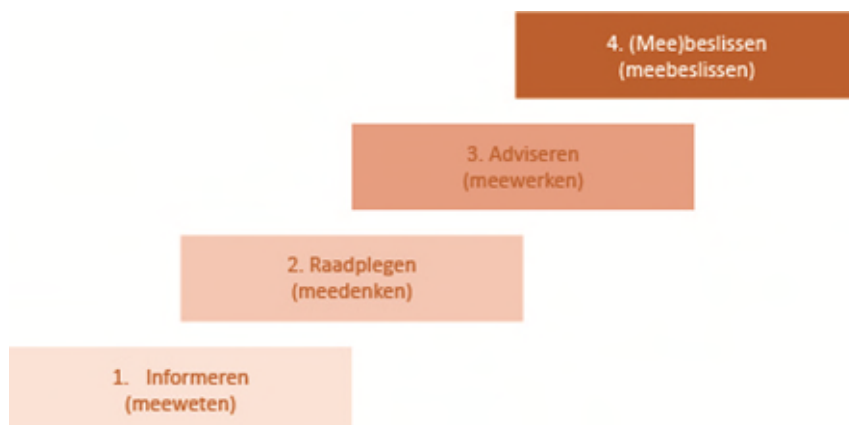 4. (Mee)beslissen
(meebeslissen)
3. Adviseren
(meewerken)
2. Raadplegen
(meedenken)
1. Informeren
(meeweten)